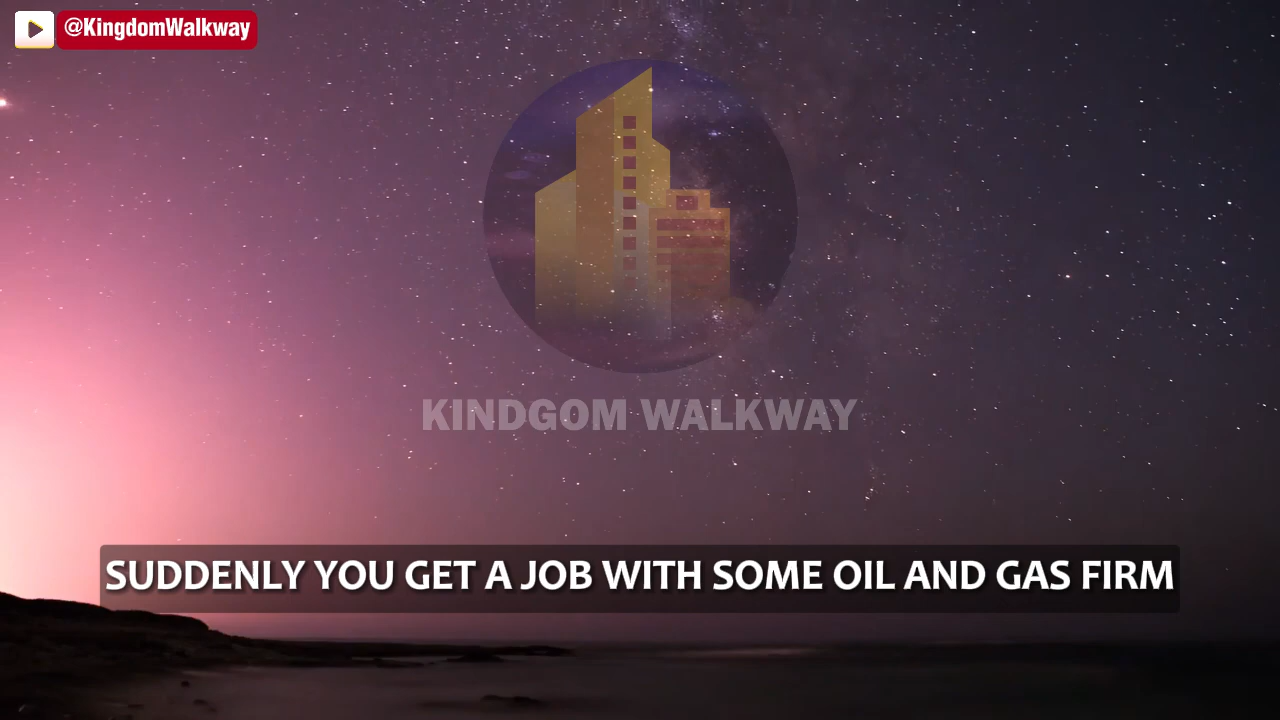 @KingdomWalkway
KINDGOM WALKWAY
SUDDENLY YOU GET A JOB WITH SOME OIL AND GAS FIRM